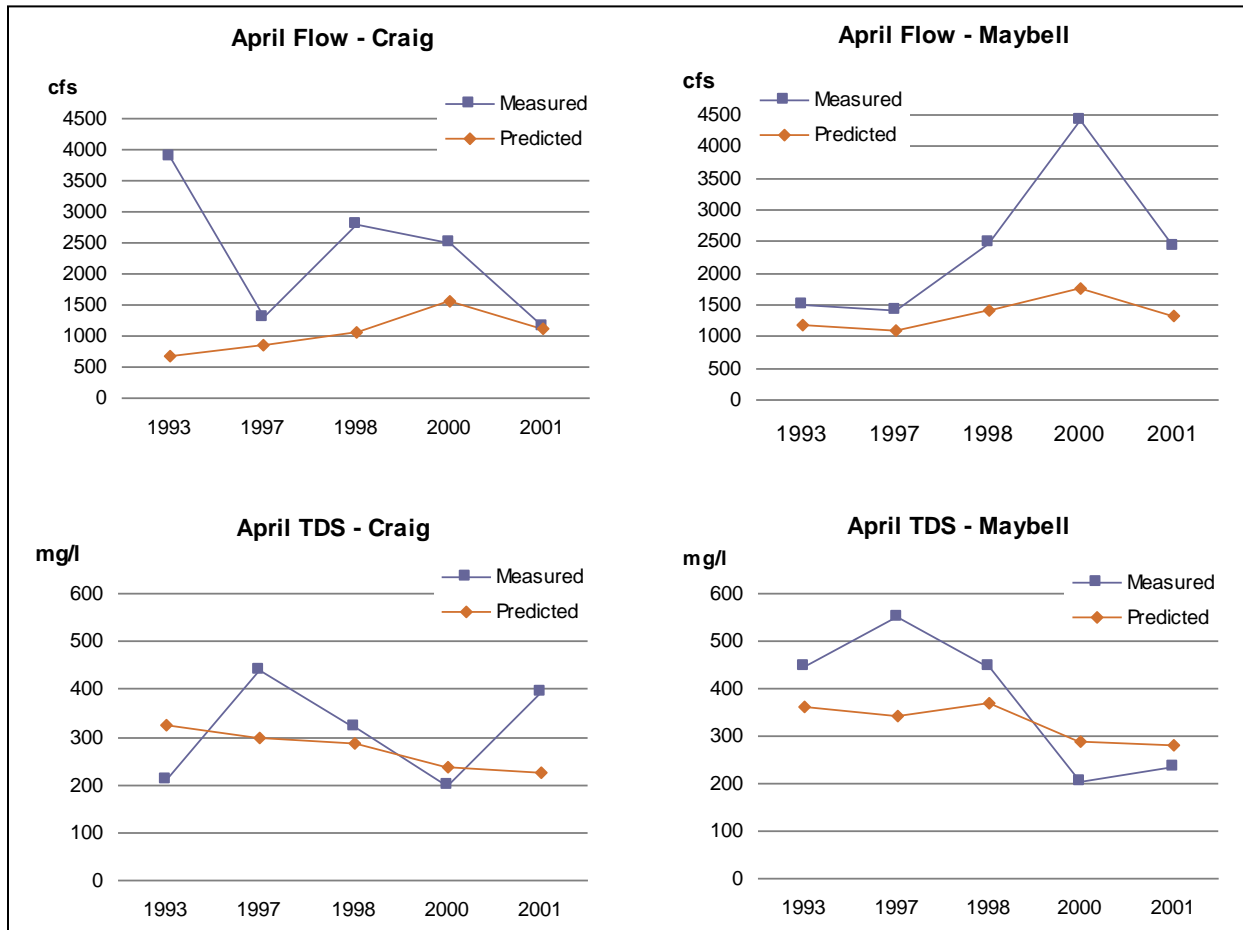 April Flow - Craig
cfs
Measured
Predicted
4500
4000
3500
3000
2500
2000
1500
1000
500
0
1993 1997 1998 2000 2001
April Flow - Maybell
cfs
Measured
Predicted
4500
4000
3500
3000
2500
2000
1500
1000
500
0
1993 1997 1998 2000 2001
April TDS - Craig
mg/l
Measured
Predicted
600
500
400
300
200
100
0
1993 1997 1998 2000 2001
April TDS - Maybell
mg/l
Measured
Predicted
600
500
400
300
200
100
0
1993 1997 1998 2000 2001